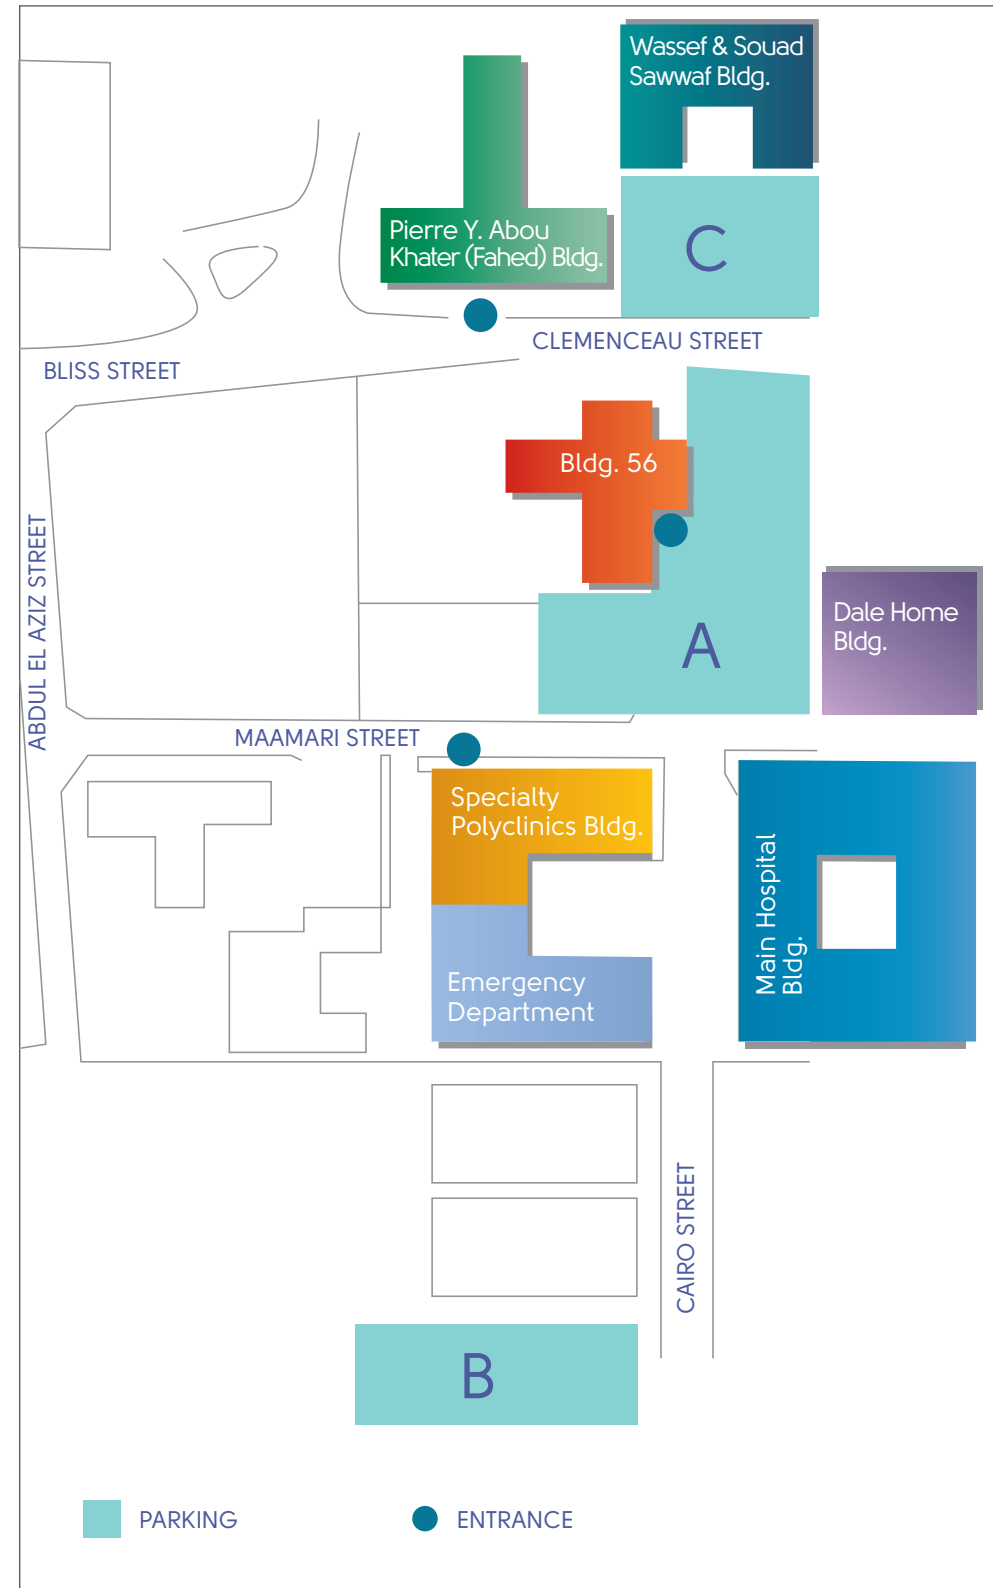 Wassef & Souad
Sawwaf Bldg.
Pierre Y. Abou
Khater (Fahed) Bldg.
C
CLEMENCEAU STREET
BLISS STREET
Bldg. 56
ABDUL EL AZIZ STREET
Dale Home
Bldg.
A
MAAMARI STREET
Specialty
Polyclinics Bldg.
Main Hospital
Bldg.
Emergency
Department
CAIRO STREET
B
PARKING
ENTRANCE